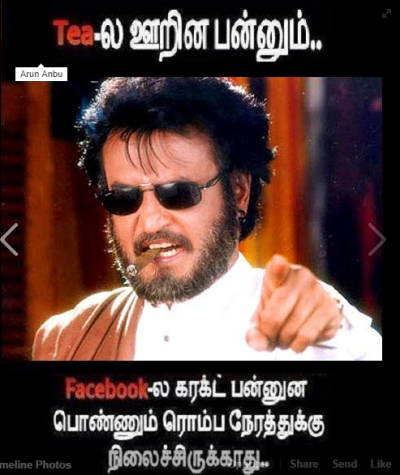 Tea-ல ஊறின பன்னும்..
Arun Anbu
Facebook-ல கரக்ட் பன்னுன
பொண்ணும் ரொம்ப நேரத்துக்கு
நிலைச்சிருக்காது..
meline Photos Share Send Like